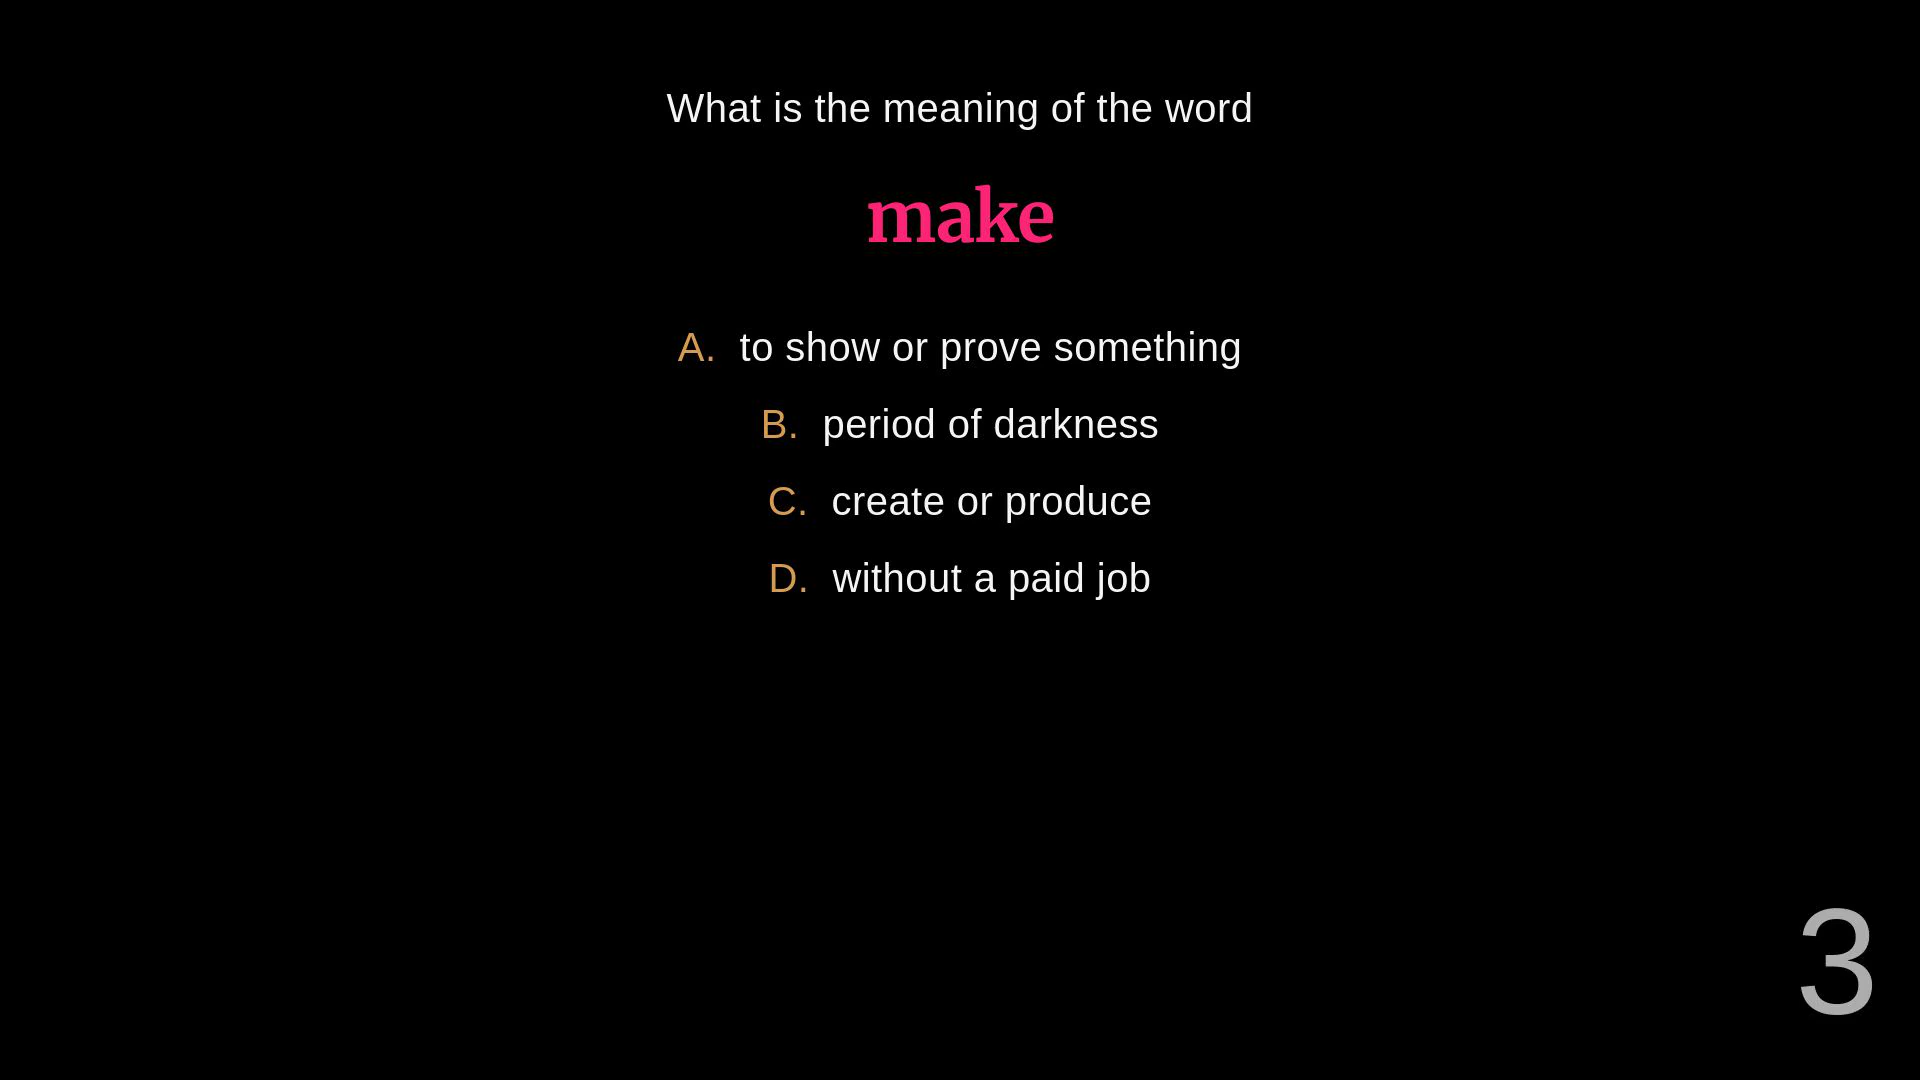 What is the meaning of the word
make
A. to show or prove something
B. period of darkness
C. create or produce
D. without a paid job
3